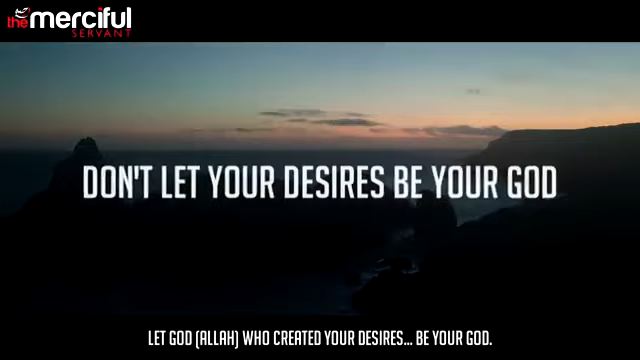 the merciful
SERVANT
DON'T LET YOUR DESIRES BE YOUR GOD
LET GOD (ALLAH) WHO CREATED YOUR DESIRES... BE YOUR GOD.